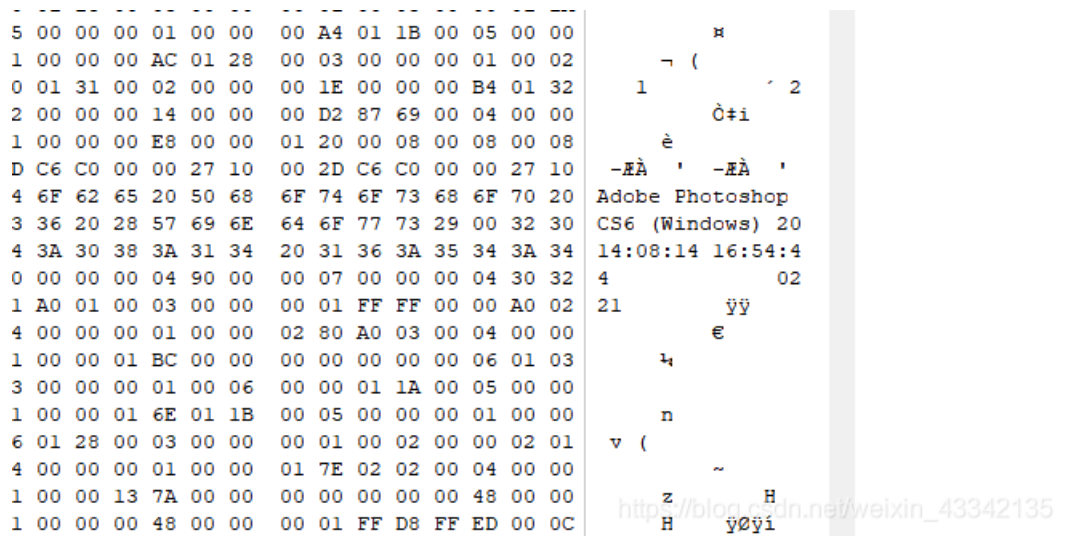 5 00 00 00 01 00 00 00 A4 01 1B 00 05 00 00 ¤
1 00 00 00 AC 01 28 00 03 00 00 00 01 00 02 ¬ (
0 01 31 00 02 00 00 00 1E 00 00 00 B4 01 32 1 ´ 2
2 00 00 00 14 00 00 00 D2 87 69 00 04 00 00 Ò‡i
1 00 00 00 E8 00 00 01 20 00 08 00 08 00 08 è
D C6 C0 00 00 27 10 00 2D C6 C0 00 00 27 10 -ÆÀ ' -ÆÀ '
4 6F 62 65 20 50 68 6F 74 6F 73 68 6F 70 20 Adobe Photoshop
3 36 20 28 57 69 6E 64 6F 77 73 29 00 32 30 CS6 (Windows) 20
4 3A 30 38 3A 31 34 20 31 36 3A 35 34 3A 34 14:08:14 16:54:4
0 00 00 00 04 90 00 00 07 00 00 00 04 30 32 4 02
1 A0 01 00 03 00 00 00 01 FF FF 00 00 A0 02 21 ÿÿ
4 00 00 00 01 00 00 02 80 A0 03 00 04 00 00 €
1 00 00 01 BC 00 00 00 00 00 00 00 06 01 03 ¼
3 00 00 00 01 00 06 00 00 01 1A 00 05 00 00
1 00 00 01 6E 01 1B 00 05 00 00 00 01 00 00 n
6 01 28 00 03 00 00 00 01 00 02 00 00 02 01 v (
4 00 00 00 01 00 00 01 7E 02 02 00 04 00 00 ~
1 00 00 13 7A 00 00 00 00 00 00 00 48 00 00 z H
1 00 00 00 48 00 00 00 01 FF D8 FF ED 00 0C H ÿØÿí
https://blog.csdn.net/weixin_43342135